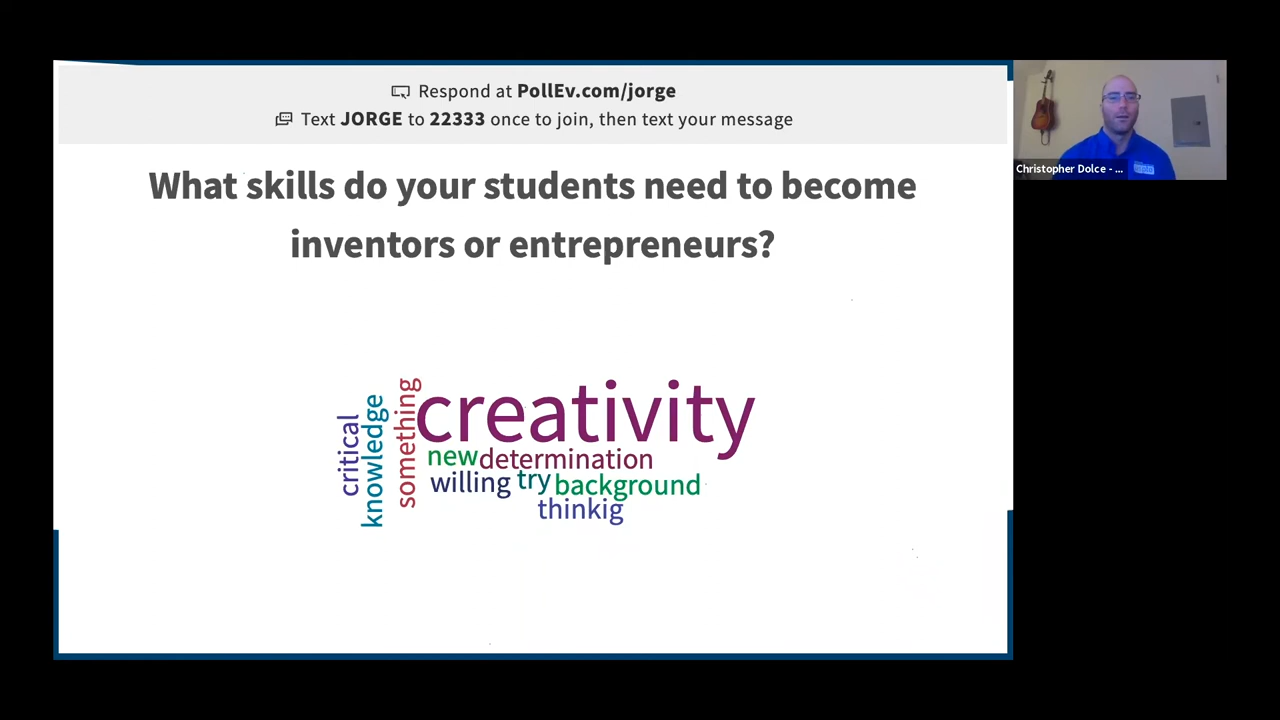 Respond at PollEv.com/jorge
Text JORGE to 22333 once to join, then text your message
What skills do your students need to become
inventors or entrepreneurs?
critical
knowledge
something
creativity
new determination
willing try background
thinkig
Christopher Dolce - ...